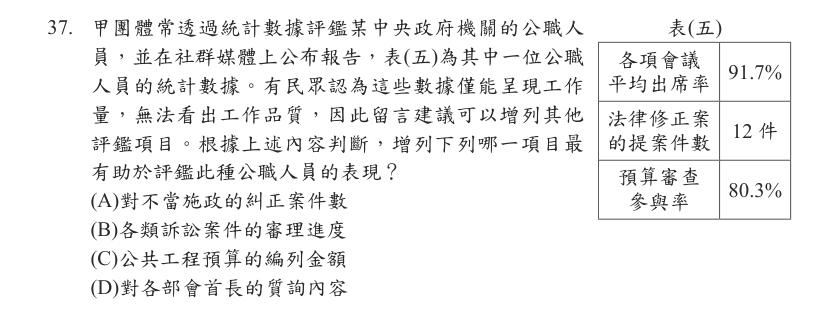 37. 甲團體常透過統計數據評鑑某中央政府機關的公職人
員，並在社群媒體上公布報告，表(五)為其中一位公職
人員的統計數據。有民眾認為這些數據僅能呈現工作
量，無法看出工作品質，因此留言建議可以增列其他
評鑑項目。根據上述內容判斷，增列下列哪一項目最
有助於評鑑此種公職人員的表現？
(A)對不當施政的糾正案件數
(B)各類訴訟案件的審理進度
(C)公共工程預算的編列金額
(D)對各部會首長的質詢內容
表(五)
各項會議
平均出席率
91.7%
法律修正案
的提案件數
12 件
預算審查
參與率
80.3%